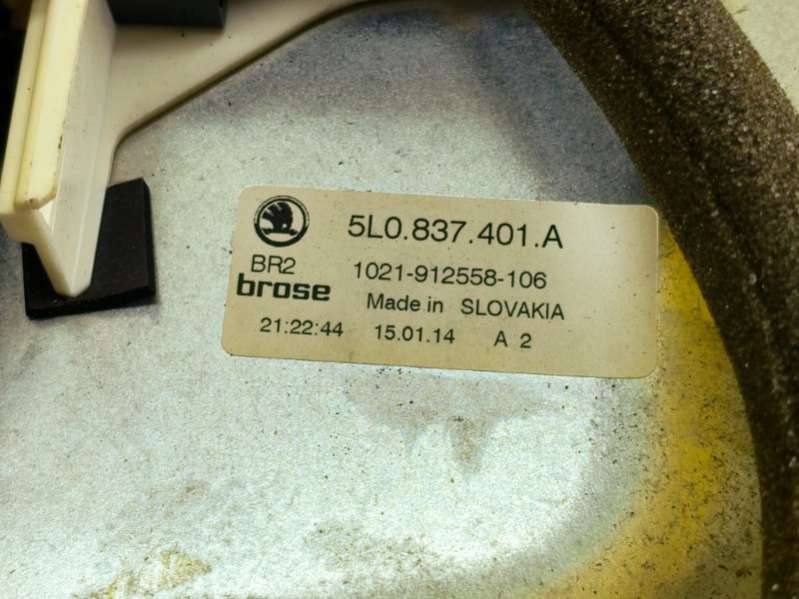 5L0.837.401.A
BR2 1021-912558-106
brose Made in SLOVAKIA
21:22:44 15.01.14 A 2